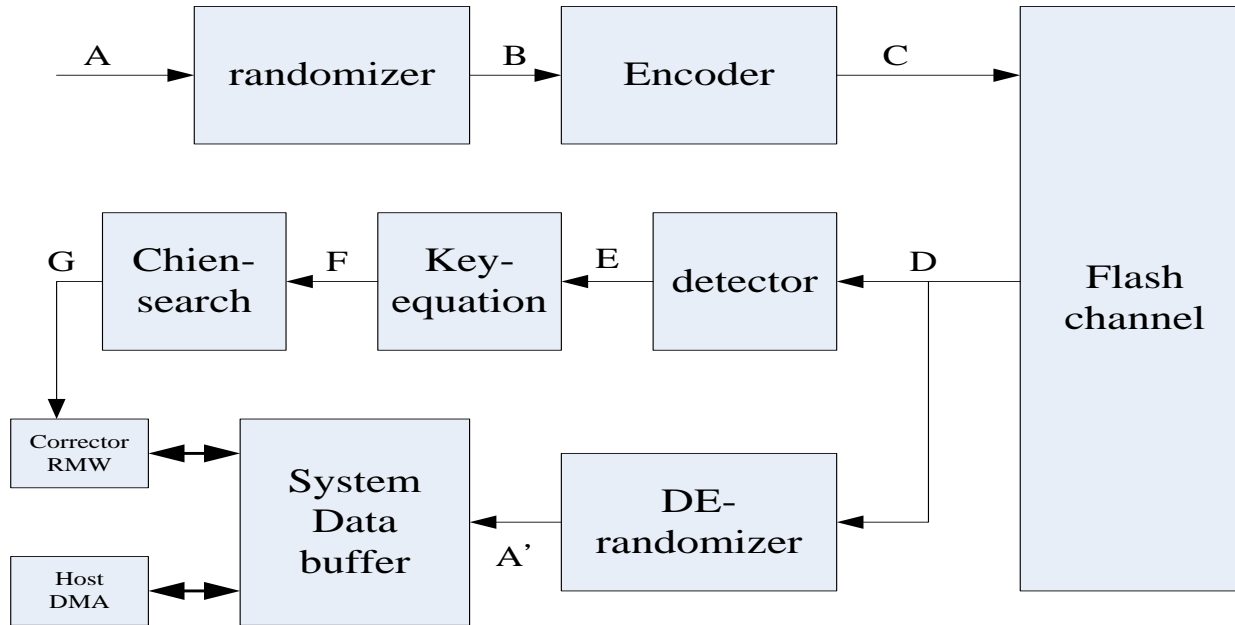 A
randomizer
B
Encoder
C
Flash
channel
G
Chien-
search
F
Key-
equation
E
detector
D
Corrector
RMW
System
Data
buffer
A’
DE-
randomizer
Host
DMA